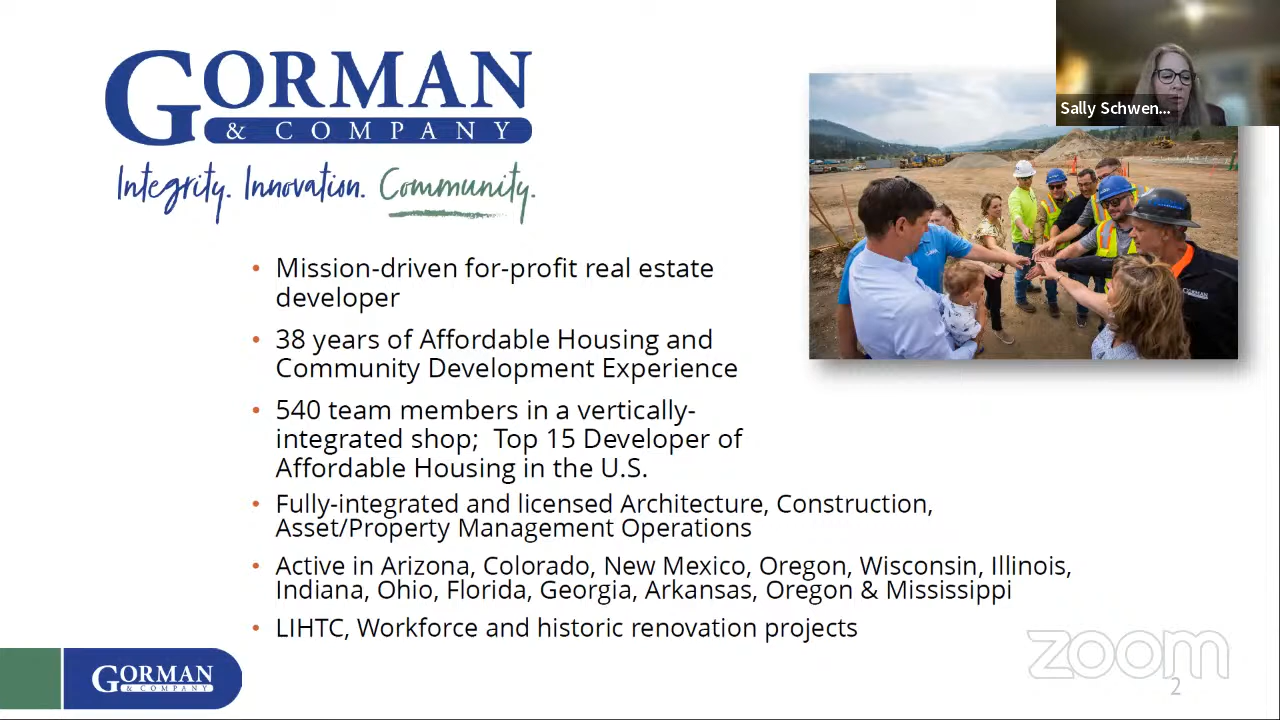 GORMAN
& COMPANY
Integrity. Innovation. Community.
Sally Schwen...
• Mission-driven for-profit real estate
developer
• 38 years of Affordable Housing and
Community Development Experience
• 540 team members in a vertically-
integrated shop; Top 15 Developer of
Affordable Housing in the U.S.
• Fully-integrated and licensed Architecture, Construction,
Asset/Property Management Operations
• Active in Arizona, Colorado, New Mexico, Oregon, Wisconsin, Illinois,
Indiana, Ohio, Florida, Georgia, Arkansas, Oregon & Mississippi
• LIHTC, Workforce and historic renovation projects
GORMAN
& COMPANY
zoom
2
GORMAN